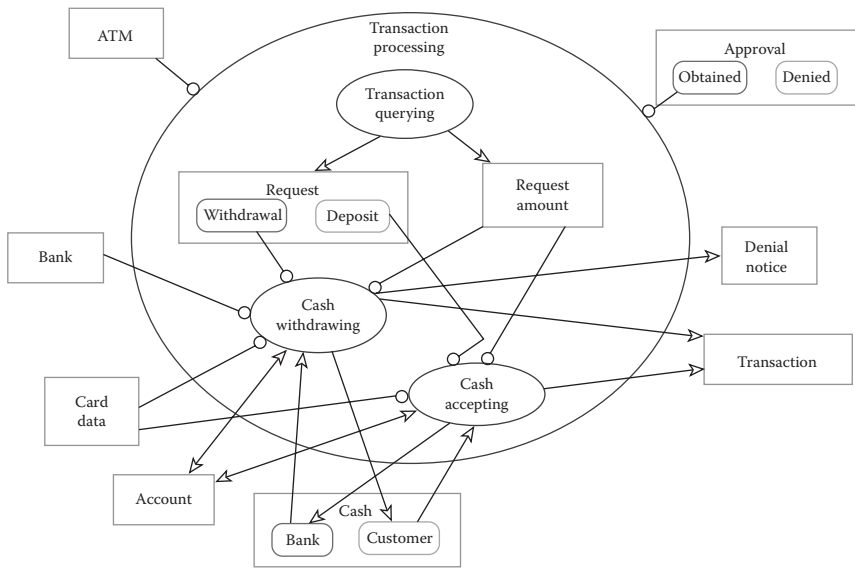 Transaction
processing
ATM
Approval
Obtained
Denied
Transaction
querying
Request
Withdrawal
Deposit
Request
amount
Bank
Denial
notice
Cash
withdrawing
Transaction
Card
data
Cash
accepting
Account
Cash
Bank
Customer